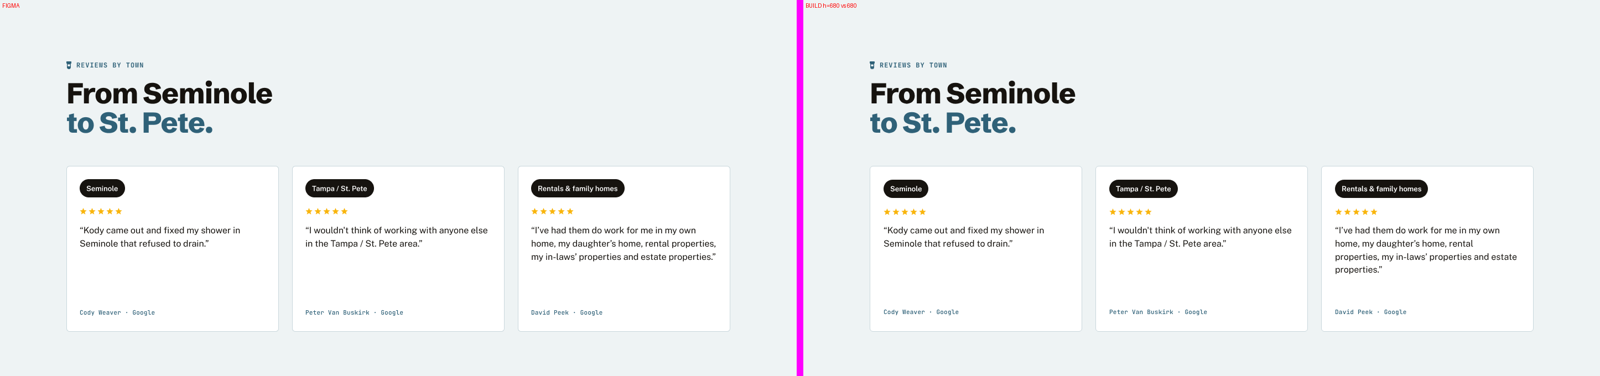 FIGMA
REVIEWS BY TOWN
From Seminole
to St. Pete.
Seminole
“Kody came out and fixed my shower in
Seminole that refused to drain.”
Cody Weaver · Google
Tampa / St. Pete
“I wouldn’t think of working with anyone else
in the Tampa / St. Pete area.”
Peter Van Buskirk · Google
Rentals & family homes
“I’ve had them do work for me in my own
home, my daughter’s home, rental properties,
my in-laws’ properties and estate properties.”
David Peek · Google
BUILD h=680 vs 680
REVIEWS BY TOWN
From Seminole
to St. Pete.
Seminole
“Kody came out and fixed my shower in
Seminole that refused to drain.”
Cody Weaver · Google
Tampa / St. Pete
“I wouldn’t think of working with anyone else
in the Tampa / St. Pete area.”
Peter Van Buskirk · Google
Rentals & family homes
“I’ve had them do work for me in my own
home, my daughter’s home, rental
properties, my in-laws’ properties and estate
properties.”
David Peek · Google